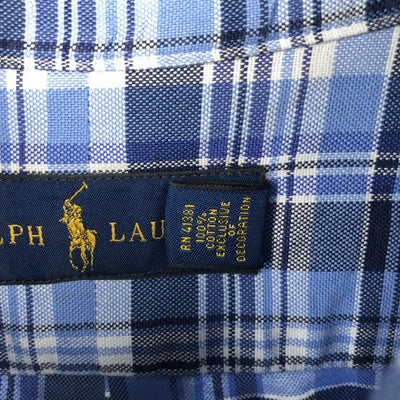 LPH LAU
RN 41381
100%
COTTON
EXCLUSIVE
OF
DECORATION